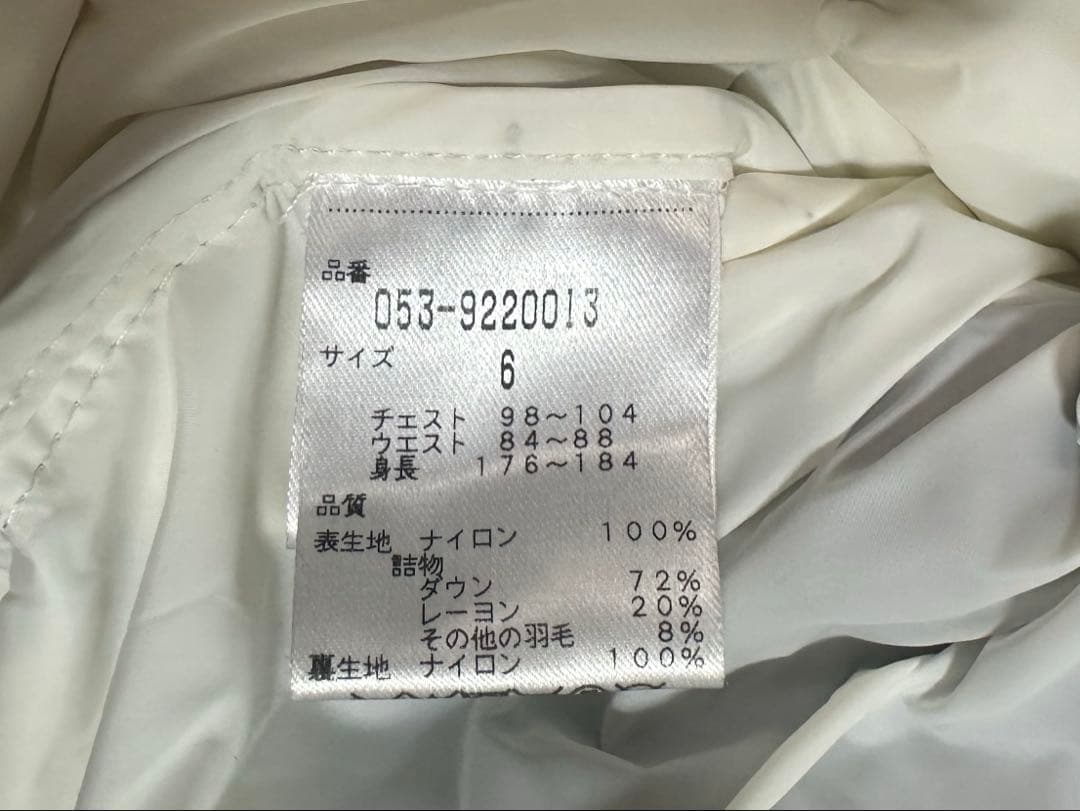 品番
053-9220013
サイズ 6
チェスト 98～104
ウエスト 84～88
身長 176～184
品質
表生地 ナイロン 100%
詰物
ダウン 72%
レーヨン 20%
その他の羽毛 8%
裏生地 ナイロン 100%